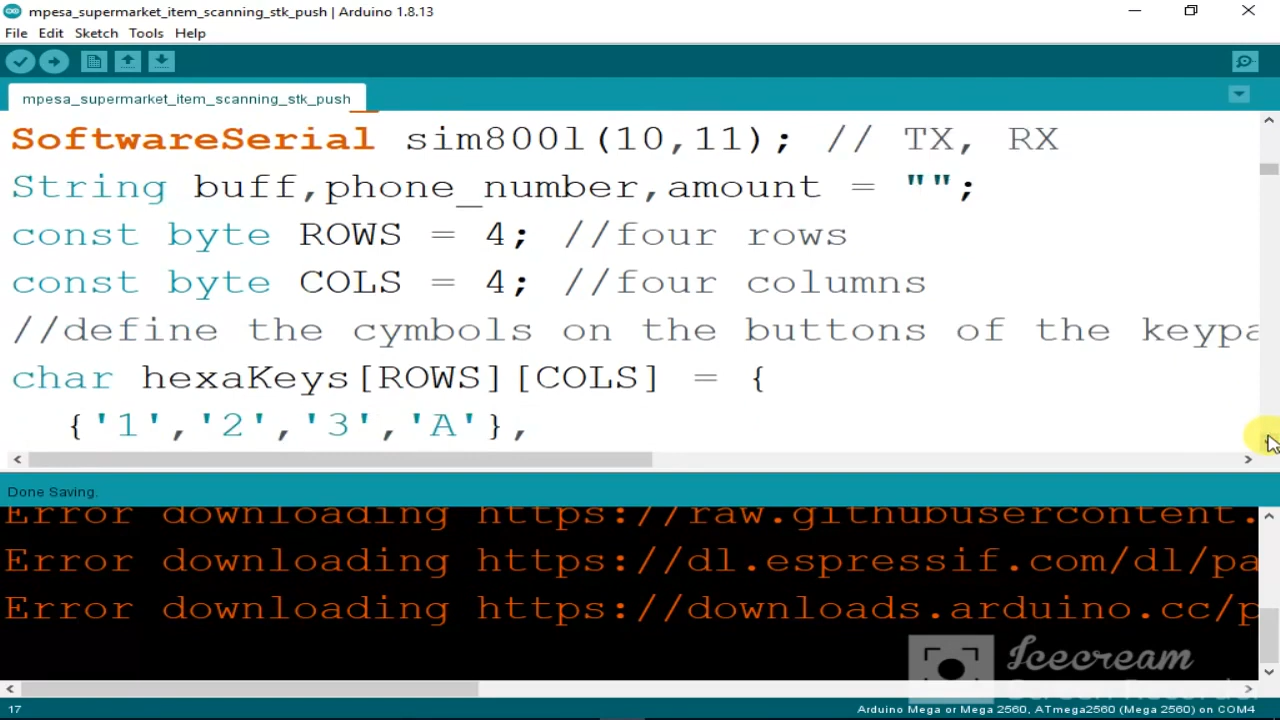 mpesa_supermarket_item_scanning_stk_push | Arduino 1.8.13
File Edit Sketch Tools Help
mpesa_supermarket_item_scanning_stk_push
SoftwareSerial sim800l(10,11); // TX, RX
String buff,phone_number,amount = "";
const byte ROWS = 4; //four rows
const byte COLS = 4; //four columns
//define the cymbols on the buttons of the keypa
char hexaKeys[ROWS][COLS] = {
{'1','2','3','A'},
Done Saving.
Error downloading https://raw.githubusercontent.
Error downloading https://dl.espressif.com/dl/pa
Error downloading https://downloads.arduino.cc/p
Icecream
Screen Recorder
17
Arduino Mega or Mega 2560, ATmega2560 (Mega 2560) on COM4